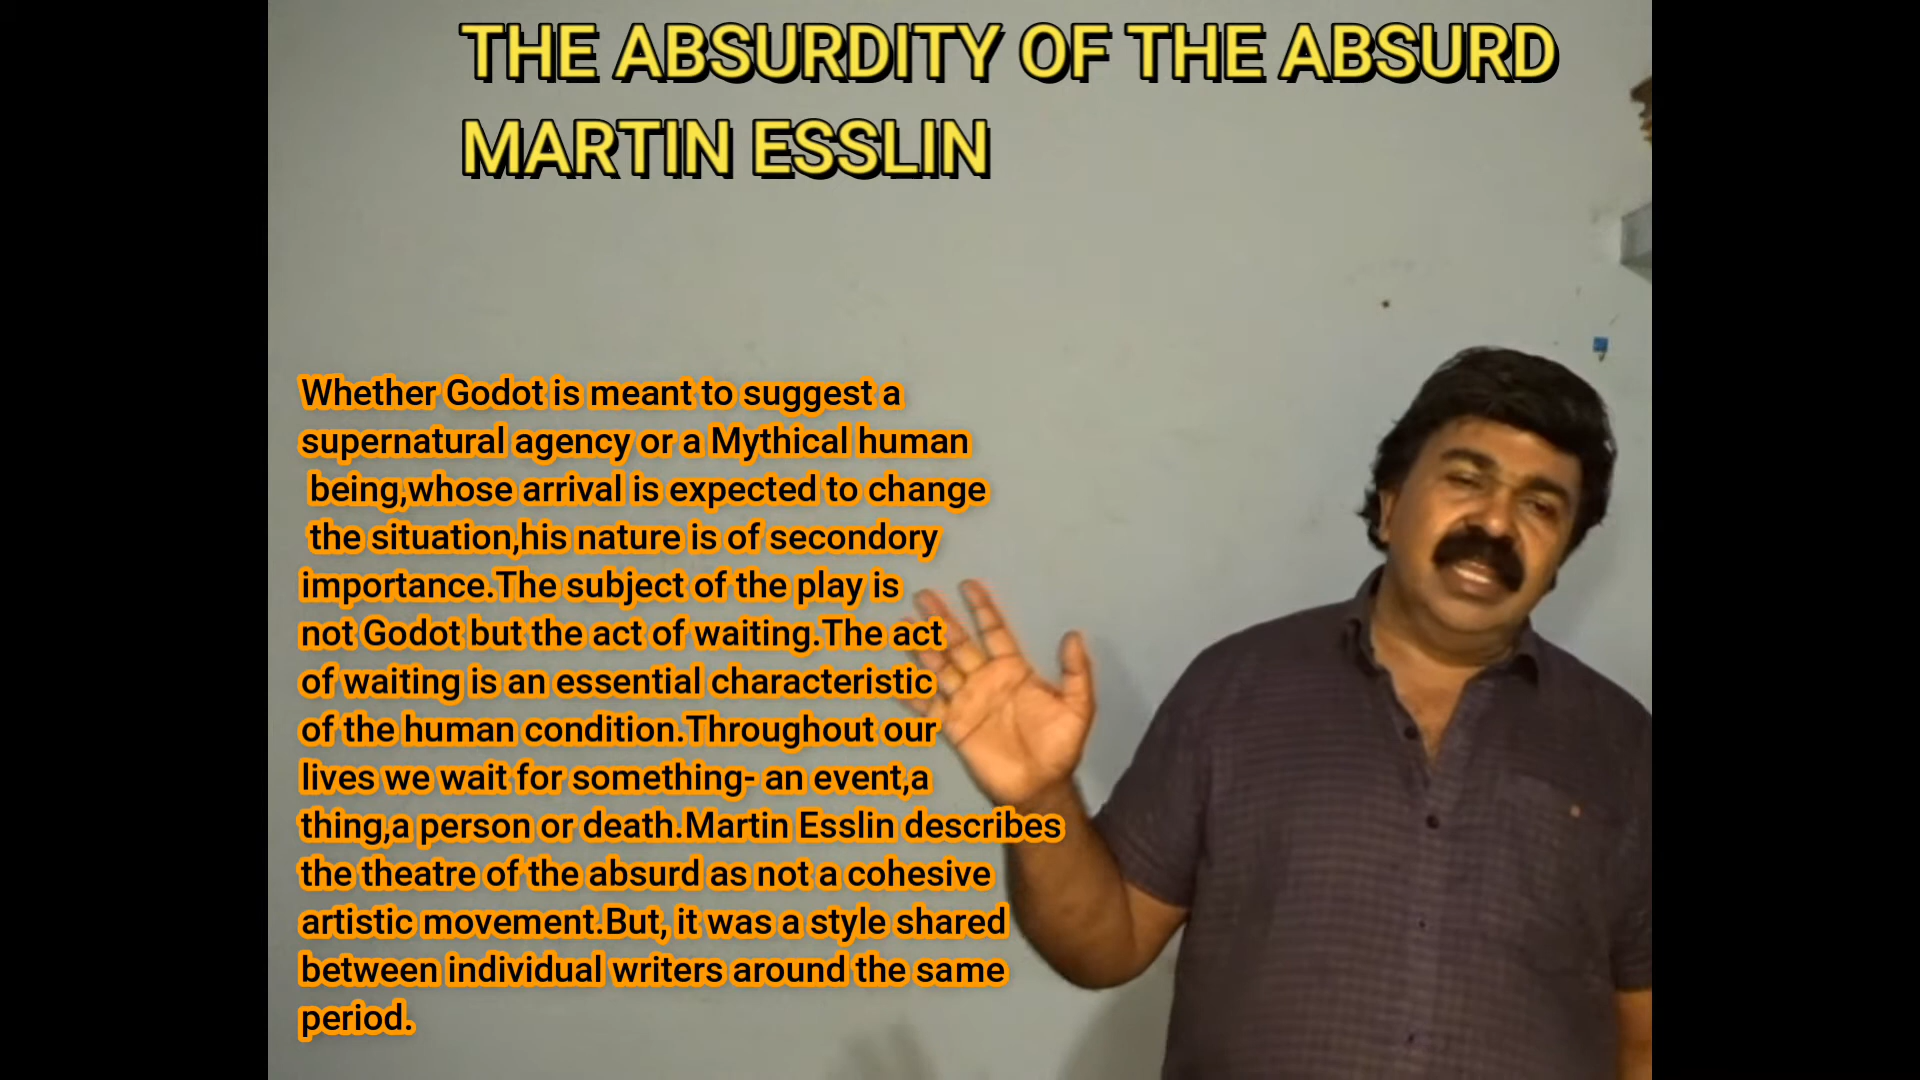 THE ABSURDITY OF THE ABSURD
MARTIN ESSLIN
Whether Godot is meant to suggest a
supernatural agency or a Mythical human
being,whose arrival is expected to change
the situation,his nature is of secondory
importance.The subject of the play is
not Godot but the act of waiting.The act
of waiting is an essential characteristic
of the human condition.Throughout our
lives we wait for something- an event,a
thing,a person or death.Martin Esslin describes
the theatre of the absurd as not a cohesive
artistic movement.But, it was a style shared
between individual writers around the same
period.